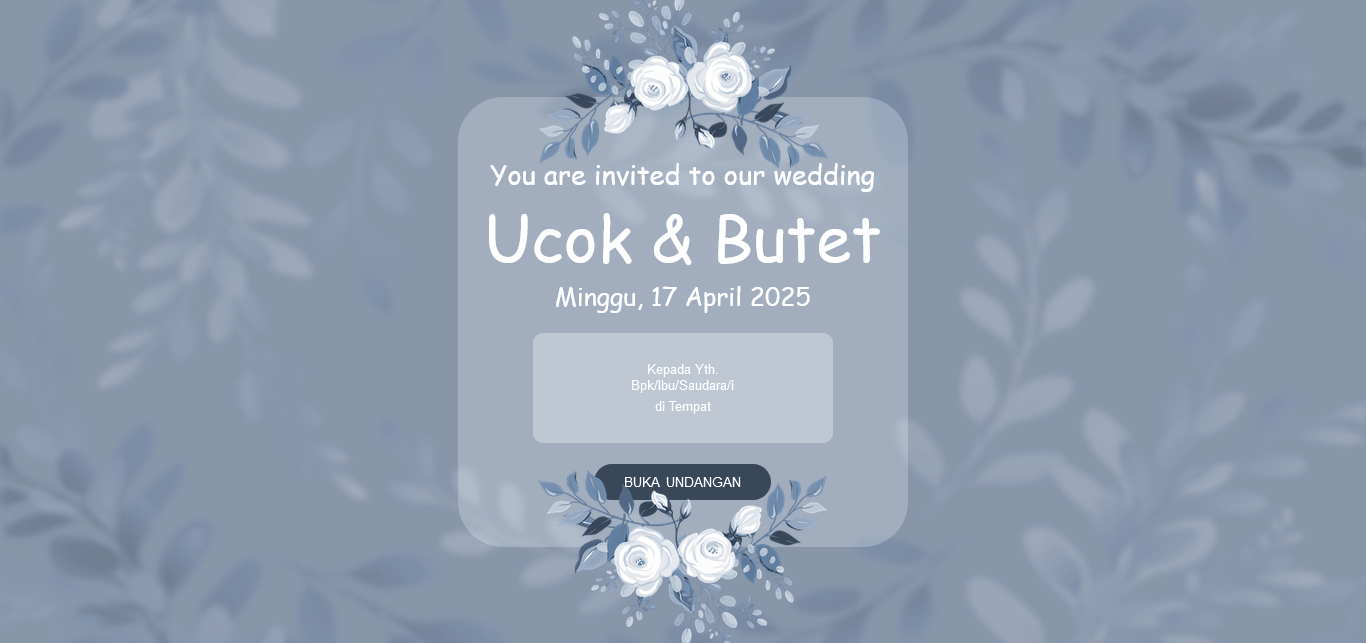 You are invited to our wedding
Ucok & Butet
Minggu, 17 April 2025
Kepada Yth.
Bpk/Ibu/Saudara/i
di Tempat
BUKA UNDANGAN